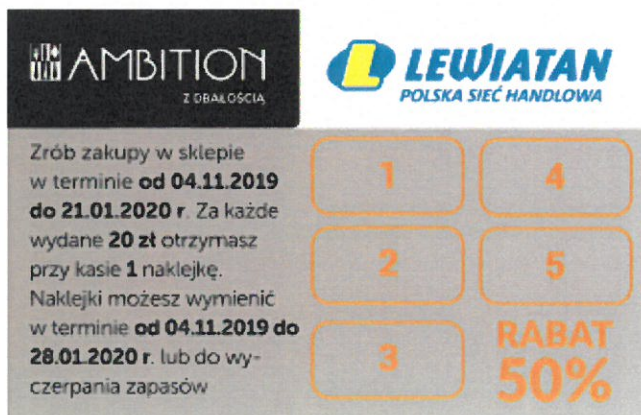 AMBITION
Z DBAŁOŚCIĄ
LEWIATAN
POLSKA SIEĆ HANDLOWA
Zrób zakupy w sklepie
w terminie od 04.11.2019
do 21.01.2020 r. Za każde
wydane 20 zł otrzymasz
przy kasie 1 naklejkę.
Naklejki możesz wymienić
w terminie od 04.11.2019 do
28.01.2020 r. lub do wy-
czerpania zapasów
1
2
3
4
5
RABAT
50%